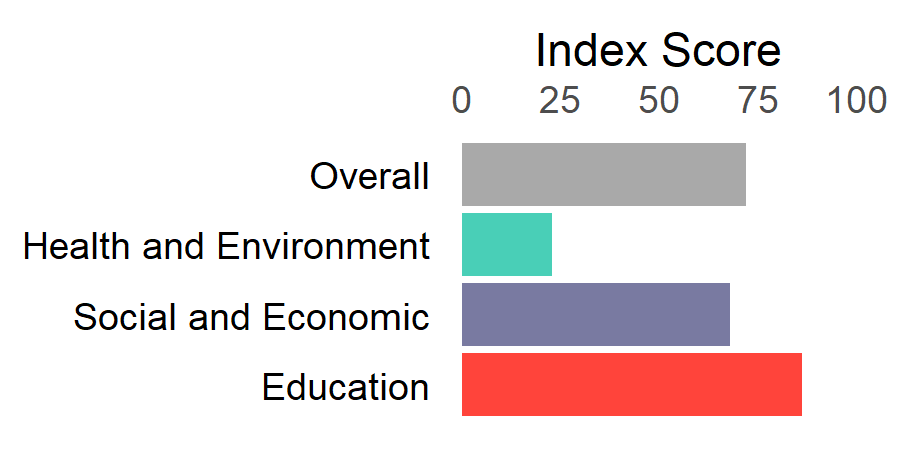 Index Score
0 25 50 75 100
Overall
Health and Environment
Social and Economic
Education